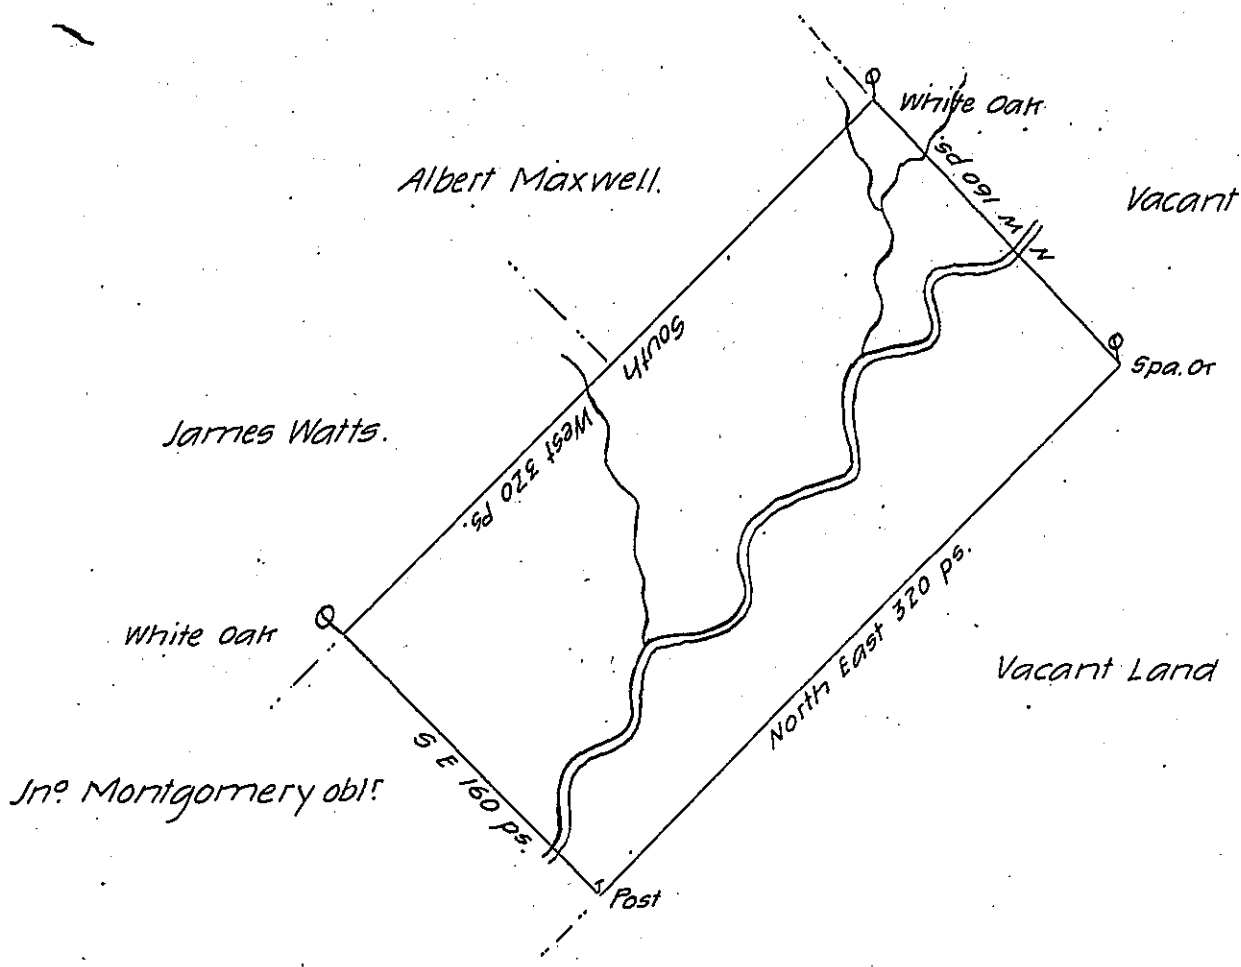 White Oak
Albert Maxwell.
N W 160 ps.
Vacant
South
West 320 ps.
Spa. Or
James Watts.
White Oak
North East 320 ps.
Vacant Land
S E 160 ps.
Jnº Montgomery oblr.
Post